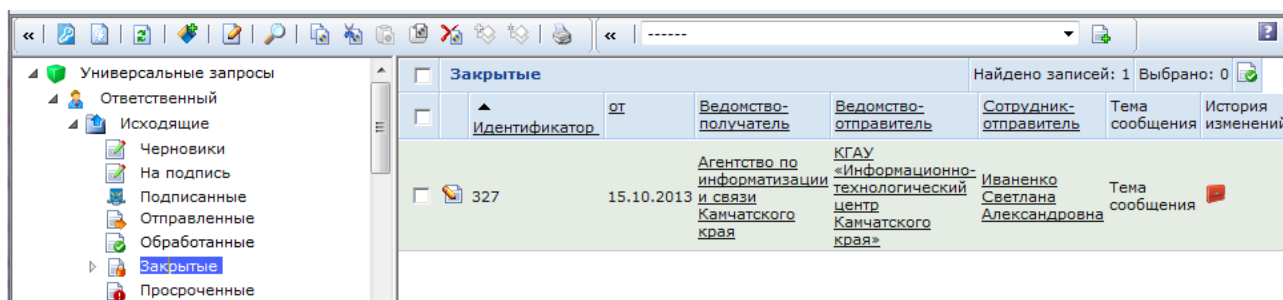 « ------
«
?
Универсальные запросы
Ответственный
Исходящие
Черновики
На подпись
Подписанные
Отправленные
Обработанные
Закрытые
Просроченные
Закрытые Найдено записей: 1 Выбрано: 0
Идентификатор
от
Ведомство-
получатель
Ведомство-
отправитель
Сотрудник-
отправитель
Тема
сообщения
История
изменений
327
15.10.2013
Агентство по
информатизации
и связи
Камчатского
края
КГАУ
«Информационно-
технологический
центр
Камчатского
края»
Иваненко
Светлана
Александровна
Тема
сообщения